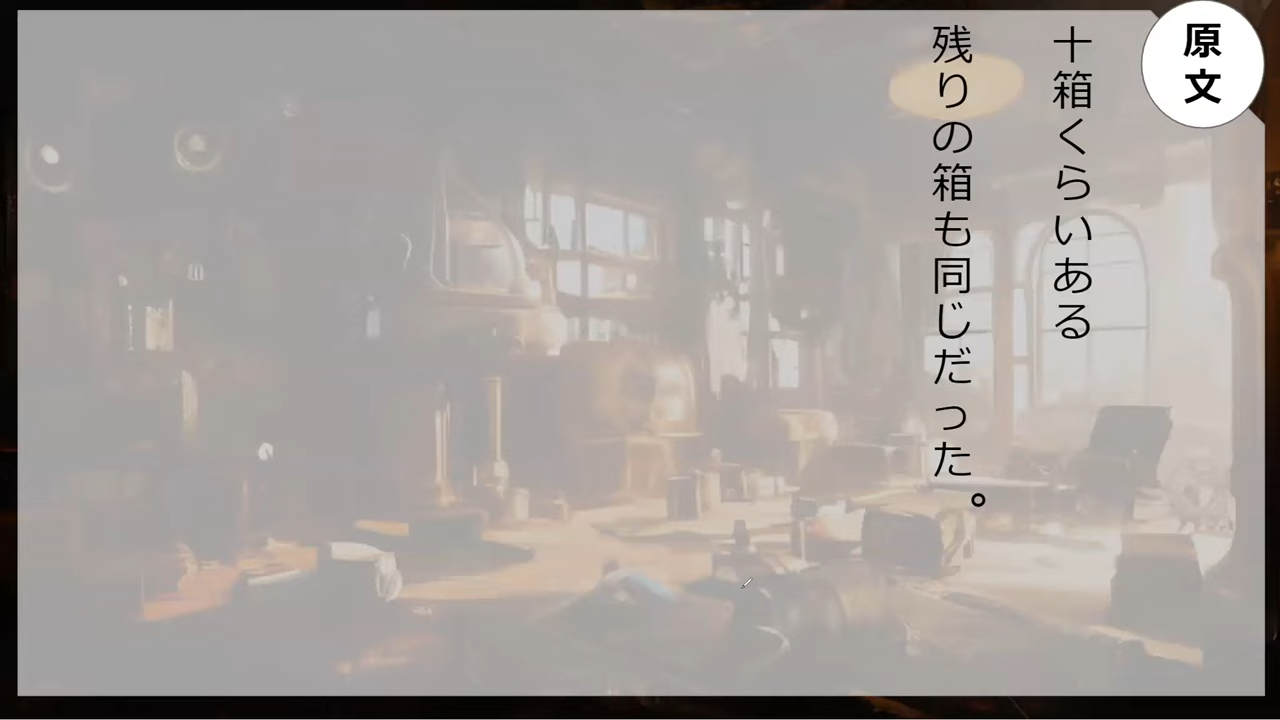 原文
十箱くらいある
残りの箱も同じだった。